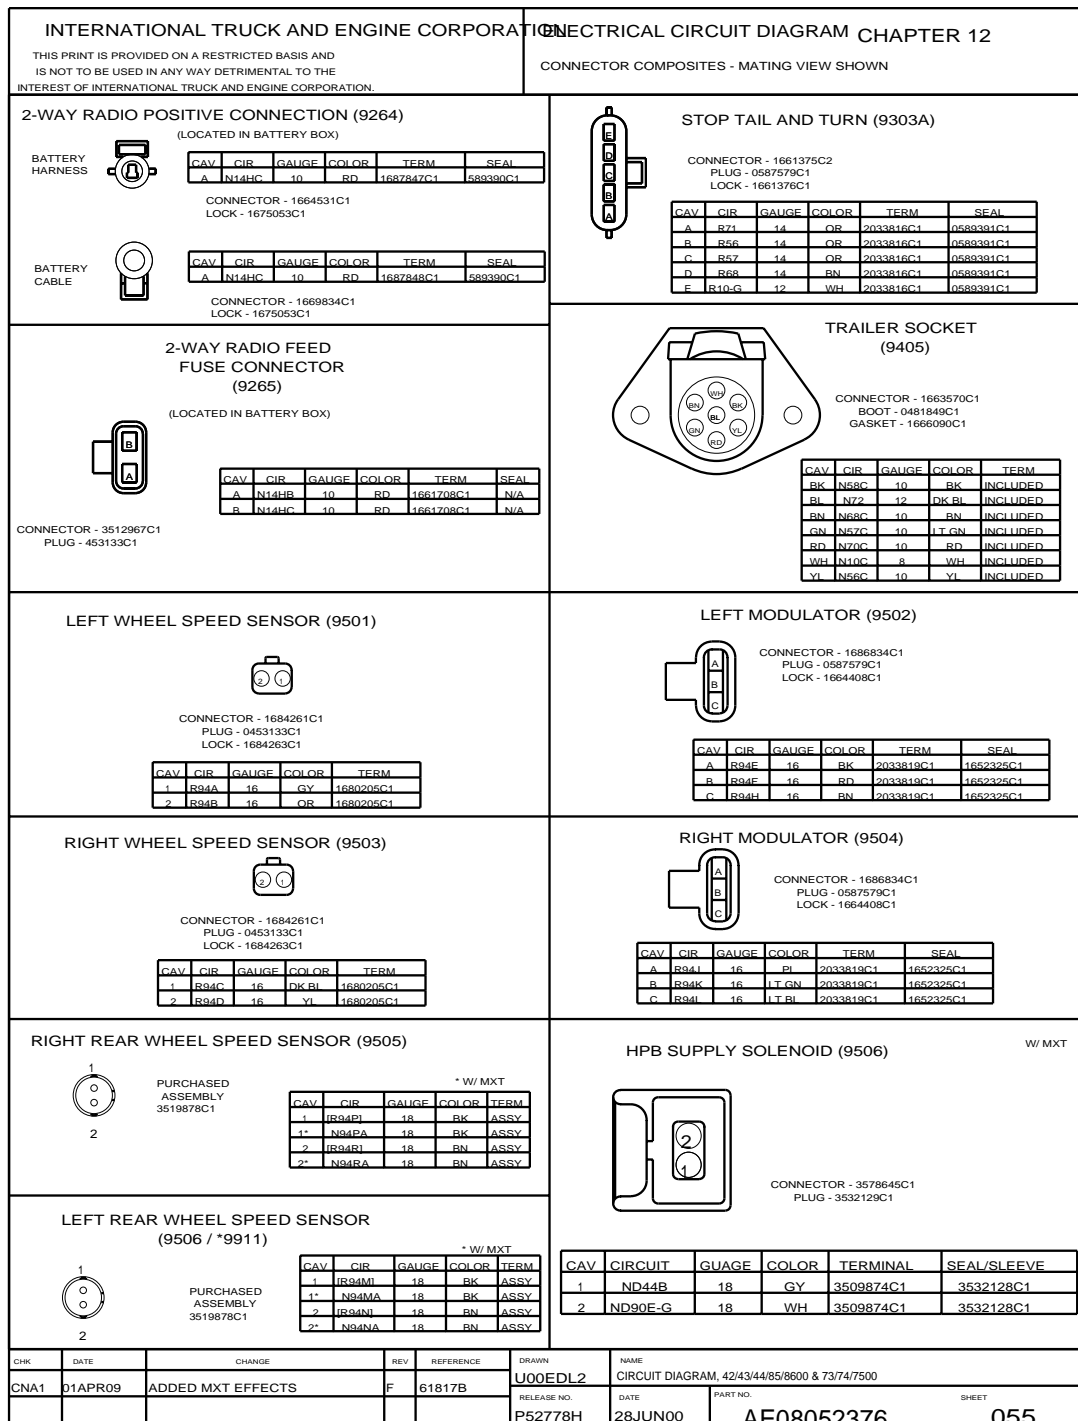 INTERNATIONAL TRUCK AND ENGINE CORPORATION
THIS PRINT IS PROVIDED ON A RESTRICTED BASIS AND
IS NOT TO BE USED IN ANY WAY DETRIMENTAL TO THE
INTEREST OF INTERNATIONAL TRUCK AND ENGINE CORPORATION.
ELECTRICAL CIRCUIT DIAGRAM CHAPTER 12
CONNECTOR COMPOSITES - MATING VIEW SHOWN
2-WAY RADIO POSITIVE CONNECTION (9264)
(LOCATED IN BATTERY BOX)
BATTERY
HARNESS
CAV CIR GAUGE COLOR TERM SEAL
A N14HC 10 RD 1687847C1 589390C1
CONNECTOR - 1664531C1
LOCK - 1675053C1
BATTERY
CABLE
CAV CIR GAUGE COLOR TERM SEAL
A N14HC 10 RD 1687848C1 589390C1
CONNECTOR - 1669834C1
LOCK - 1675053C1
STOP TAIL AND TURN (9303A)
E
D
C
B
A
CONNECTOR - 1661375C2
PLUG - 0587579C1
LOCK - 1661376C1
CAV CIR GAUGE COLOR TERM SEAL
A R71 14 OR 2033816C1 0589391C1
B R56 14 OR 2033816C1 0589391C1
C R57 14 OR 2033816C1 0589391C1
D R68 14 BN 2033816C1 0589391C1
E R10-G 12 WH 2033816C1 0589391C1
2-WAY RADIO FEED
FUSE CONNECTOR
(9265)
(LOCATED IN BATTERY BOX)
B
A
CAV CIR GAUGE COLOR TERM SEAL
A N14HB 10 RD 1661708C1 N/A
B N14HC 10 RD 1661708C1 N/A
CONNECTOR - 3512967C1
PLUG - 453133C1
TRAILER SOCKET
(9405)
WH
BN BK
BL
GN YL
RD
CONNECTOR - 1663570C1
BOOT - 0481849C1
GASKET - 1666090C1
CAV CIR GAUGE COLOR TERM
BK N58C 10 BK INCLUDED
BL N72 12 DK BL INCLUDED
BN N68C 10 BN INCLUDED
GN N57C 10 LT GN INCLUDED
RD N70C 10 RD INCLUDED
WH N10C 8 WH INCLUDED
YL N56C 10 YL INCLUDED
LEFT WHEEL SPEED SENSOR (9501)
2 1
CONNECTOR - 1684261C1
PLUG - 0453133C1
LOCK - 1684263C1
CAV CIR GAUGE COLOR TERM
1 R94A 16 GY 1680205C1
2 R94B 16 OR 1680205C1
LEFT MODULATOR (9502)
A
B
C
CONNECTOR - 1686834C1
PLUG - 0587579C1
LOCK - 1664408C1
CAV CIR GAUGE COLOR TERM SEAL
A R94E 16 BK 2033819C1 1652325C1
B R94F 16 RD 2033819C1 1652325C1
C R94H 16 BN 2033819C1 1652325C1
RIGHT WHEEL SPEED SENSOR (9503)
2 1
CONNECTOR - 1684261C1
PLUG - 0453133C1
LOCK - 1684263C1
CAV CIR GAUGE COLOR TERM
1 R94C 16 DK BL 1680205C1
2 R94D 16 YL 1680205C1
RIGHT MODULATOR (9504)
A
B
C
CONNECTOR - 1686834C1
PLUG - 0587579C1
LOCK - 1664408C1
CAV CIR GAUGE COLOR TERM SEAL
A R94J 16 PL 2033819C1 1652325C1
B R94K 16 LT GN 2033819C1 1652325C1
C R94L 16 LT BL 2033819C1 1652325C1
RIGHT REAR WHEEL SPEED SENSOR (9505)
1
2
PURCHASED
ASSEMBLY
3519878C1
* W/ MXT
CAV CIR GAUGE COLOR TERM
1 [R94P] 18 BK ASSY
1* N94PA 18 BK ASSY
2 [R94R] 18 BN ASSY
2* N94RA 18 BN ASSY
HPB SUPPLY SOLENOID (9506)
W/ MXT
2
1
CONNECTOR - 3578645C1
PLUG - 3532129C1
CAV CIRCUIT GUAGE COLOR TERMINAL SEAL/SLEEVE
1 ND44B 18 GY 3509874C1 3532128C1
2 ND90E-G 18 WH 3509874C1 3532128C1
LEFT REAR WHEEL SPEED SENSOR
(9506 / *9911)
1
2
PURCHASED
ASSEMBLY
3519878C1
* W/ MXT
CAV CIR GAUGE COLOR TERM
1 [R94M] 18 BK ASSY
1* N94MA 18 BK ASSY
2 [R94N] 18 BN ASSY
2* N94NA 18 BN ASSY
CHK DATE CHANGE REV REFERENCE
CNA1 01APR09 ADDED MXT EFFECTS F 61817B
DRAWN
U00EDL2
NAME
CIRCUIT DIAGRAM, 42/43/44/85/8600 & 73/74/7500
RELEASE NO.
P52778H
DATE
28JUN00
PART NO.
AE08052376
SHEET
055